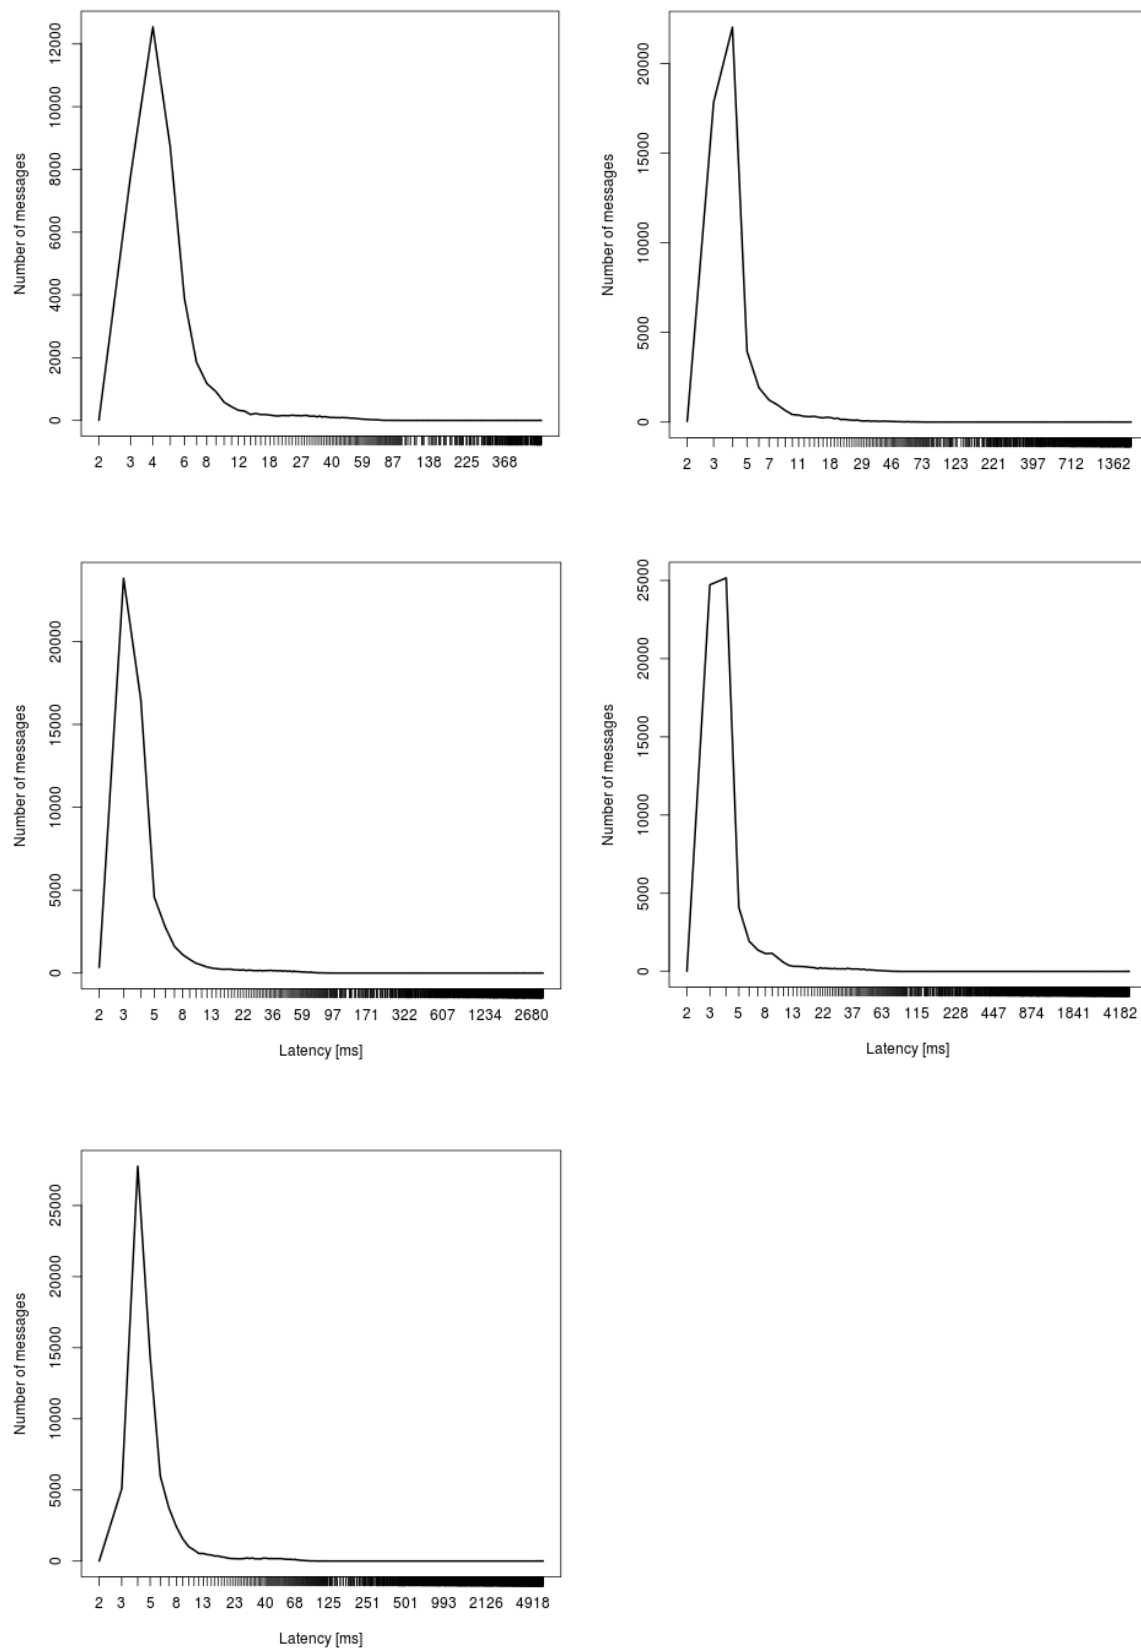 Number of messages
0 2000 4000 6000 8000 10000 12000
2 3 4 6 8 12 18 27 40 59 87 138 225 368
Number of messages
0 5000 10000 15000 20000
2 3 5 7 11 18 29 46 73 123 221 397 712 1362
Number of messages
0 5000 10000 15000 20000
2 3 5 8 13 22 36 59 97 171 322 607 1234 2680
Latency [ms]
Number of messages
0 5000 10000 15000 20000 25000
2 3 5 8 13 22 37 63 115 228 447 874 1841 4182
Latency [ms]
Number of messages
0 5000 10000 15000 20000 25000
2 3 5 8 13 23 40 68 125 251 501 993 2126 4918
Latency [ms]